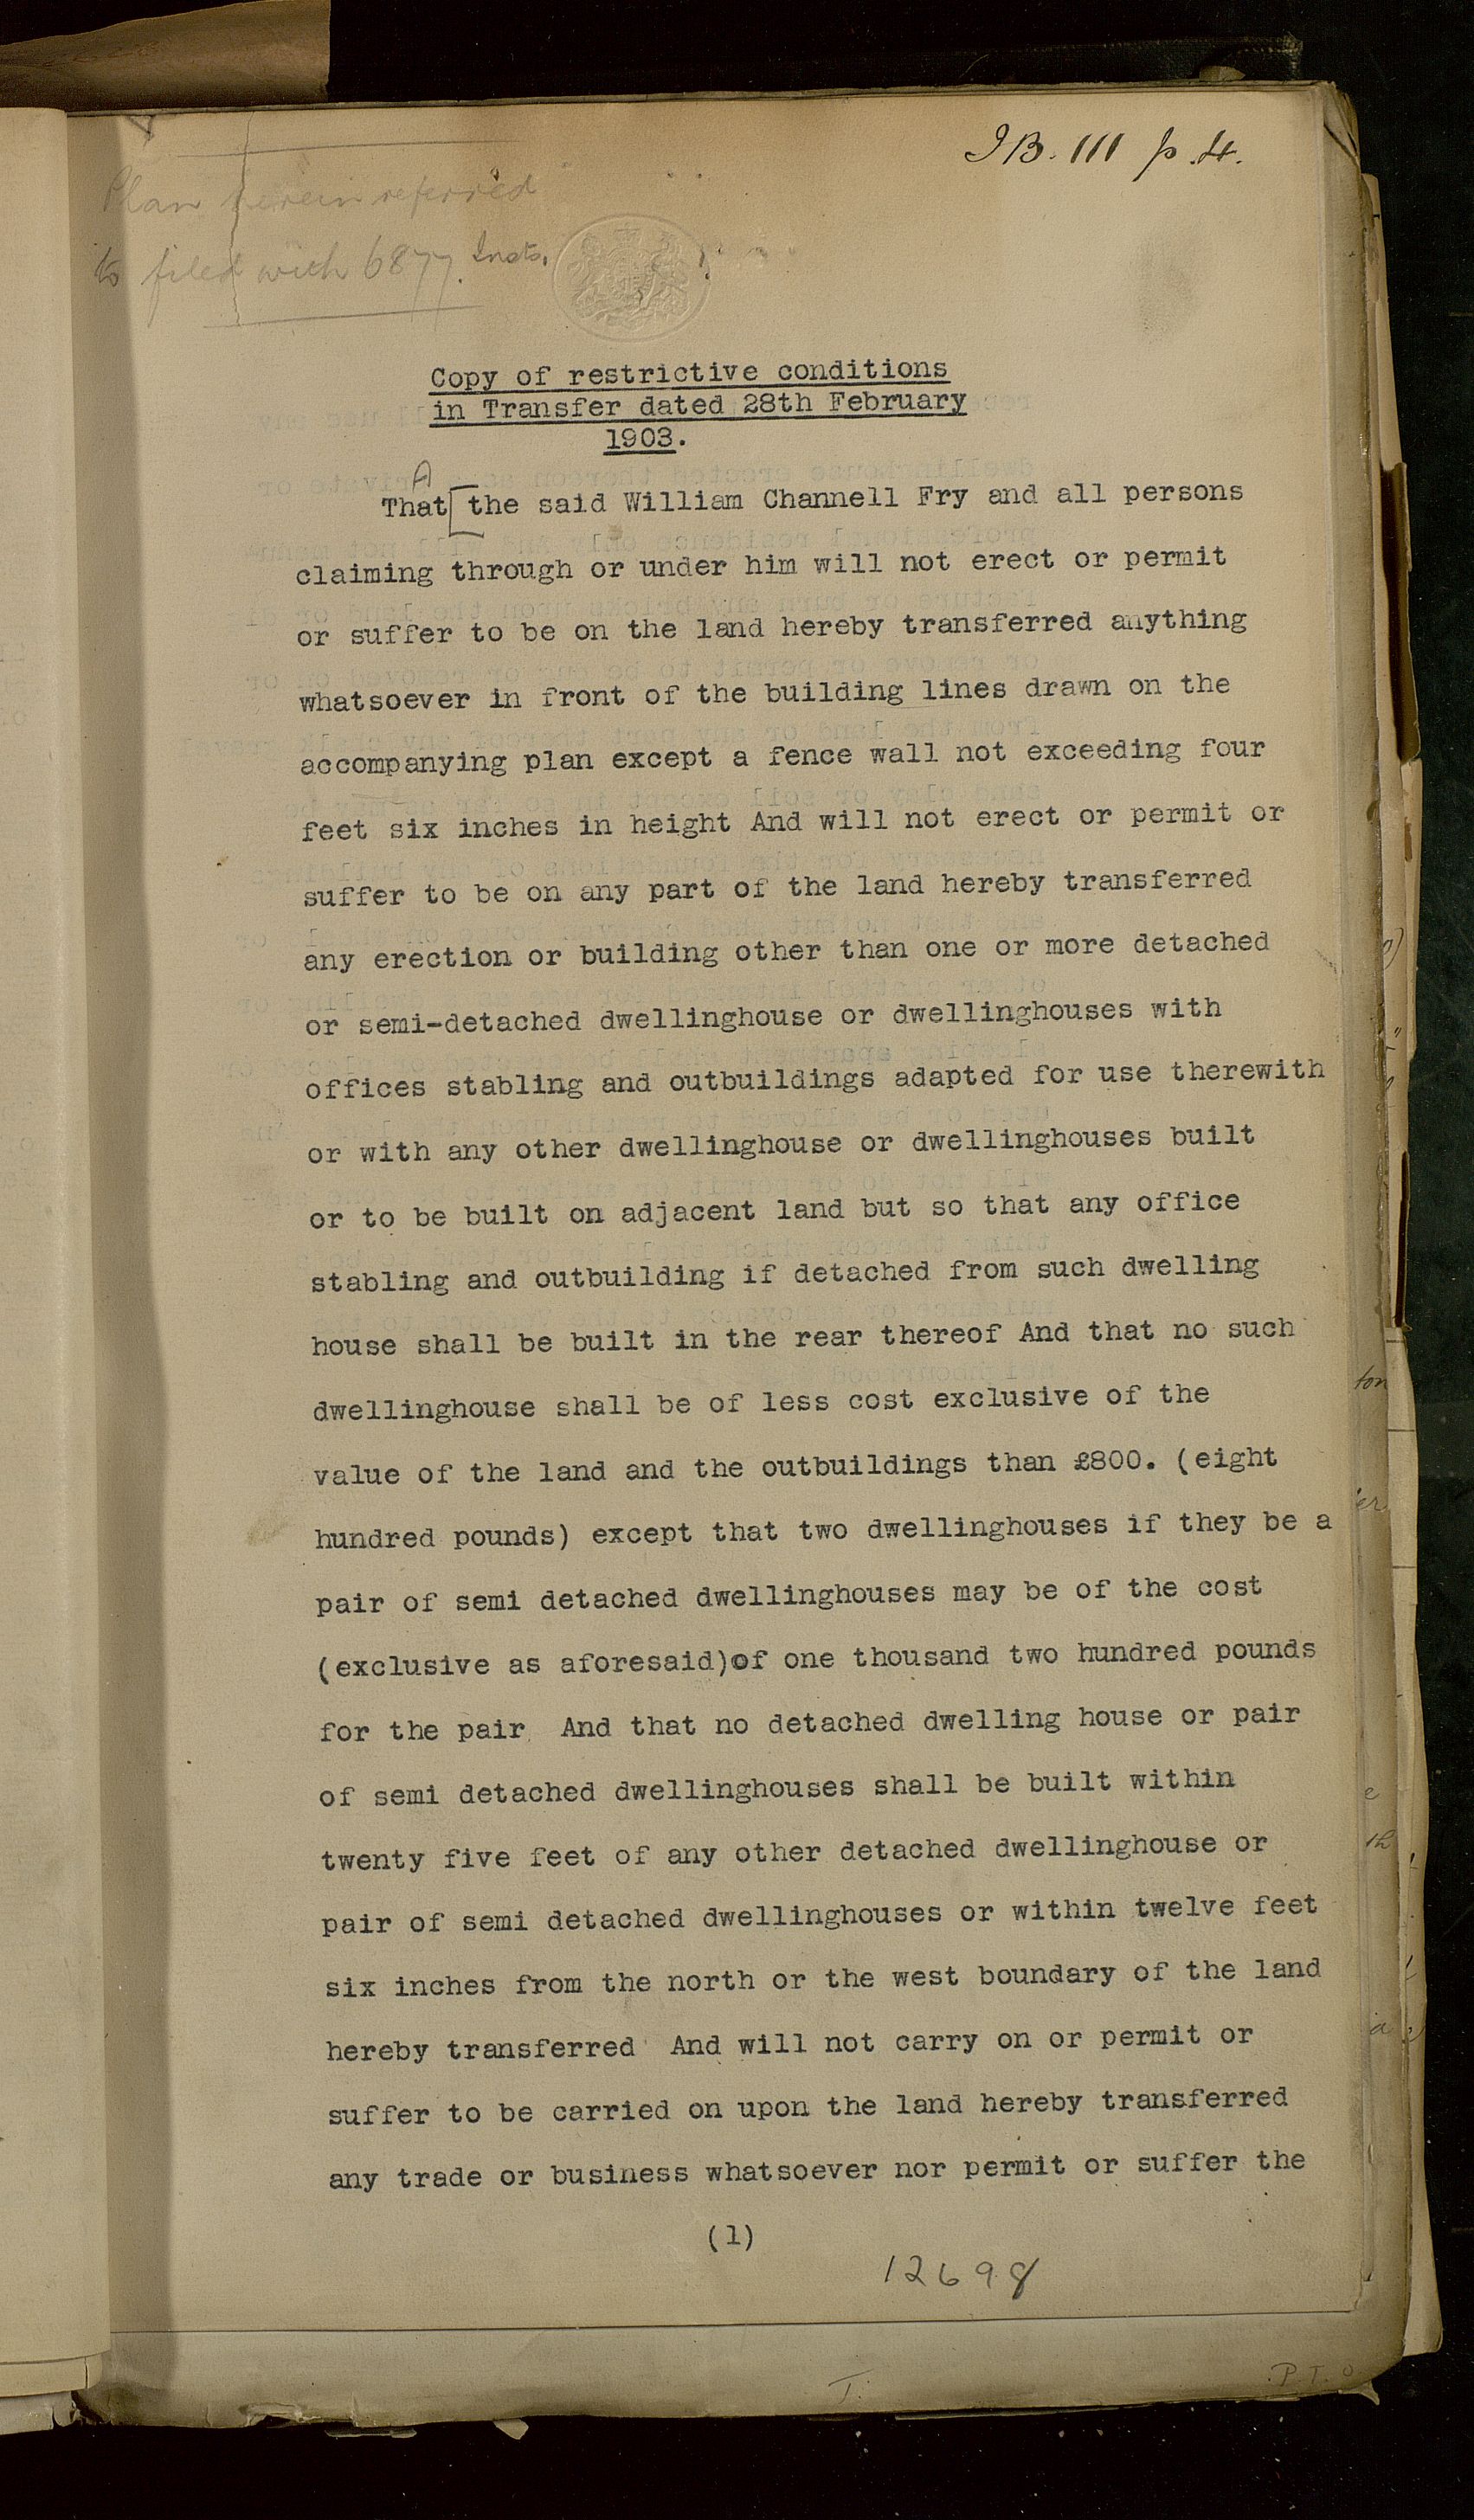 IB. 111 p. 4.
Plan herein referred
to filed with 6877. Insts.
Copy of restrictive conditions
in Transfer dated 28th February
1903.
A
That [the said William Channell Fry and all persons
claiming through or under him will not erect or permit
or suffer to be on the land hereby transferred anything
whatsoever in front of the building lines drawn on the
accompanying plan except a fence wall not exceeding four
feet six inches in height And will not erect or permit or
suffer to be on any part of the land hereby transferred
any erection or building other than one or more detached
or semi-detached dwellinghouse or dwellinghouses with
offices stabling and outbuildings adapted for use therewith
or with any other dwellinghouse or dwellinghouses built
or to be built on adjacent land but so that any office
stabling and outbuilding if detached from such dwelling
house shall be built in the rear thereof And that no such
dwellinghouse shall be of less cost exclusive of the
value of the land and the outbuildings than £800. (eight
hundred pounds) except that two dwellinghouses if they be a
pair of semi detached dwellinghouses may be of the cost
(exclusive as aforesaid)of one thousand two hundred pounds
for the pair And that no detached dwelling house or pair
of semi detached dwellinghouses shall be built within
twenty five feet of any other detached dwellinghouse or
pair of semi detached dwellinghouses or within twelve feet
six inches from the north or the west boundary of the land
hereby transferred And will not carry on or permit or
suffer to be carried on upon the land hereby transferred
any trade or business whatsoever nor permit or suffer the
(1)
12698
T.
P.T.O